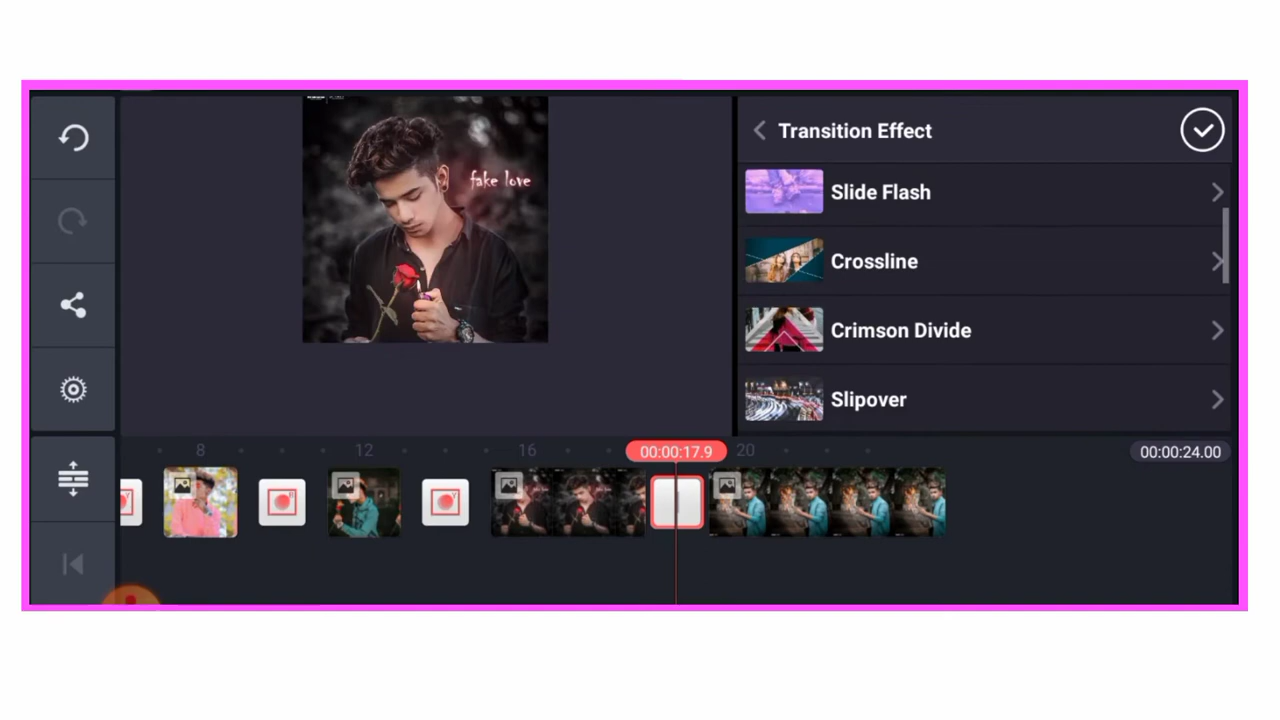 Transition Effect
fake love
Slide Flash
Crossline
Crimson Divide
Slipover
8
12
16
00:00:17.9
20
00:00:24.00